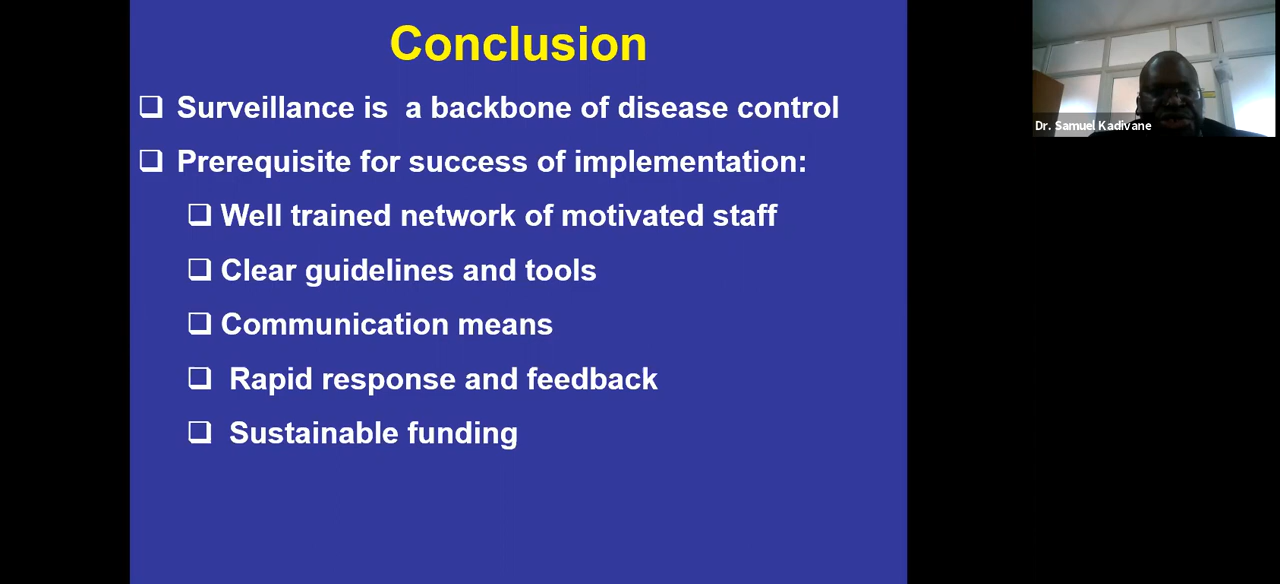 Conclusion
Surveillance is a backbone of disease control
Prerequisite for success of implementation:
Well trained network of motivated staff
Clear guidelines and tools
Communication means
Rapid response and feedback
Sustainable funding
Dr. Samuel Kadivane